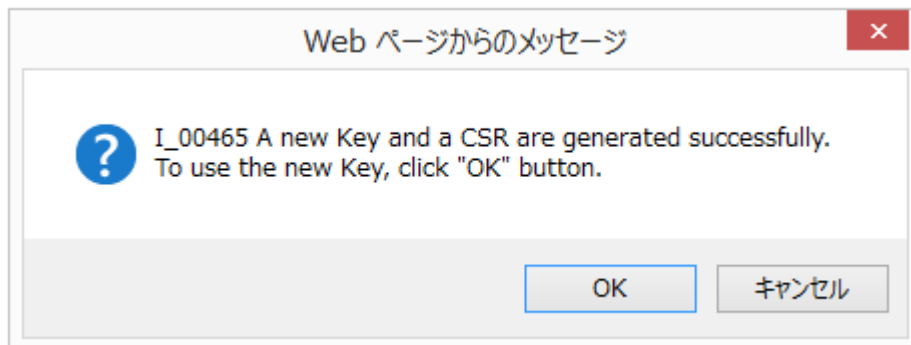 Web ページからのメッセージ
I_00465 A new Key and a CSR are generated successfully.
To use the new Key, click "OK" button.
OK
キャンセル